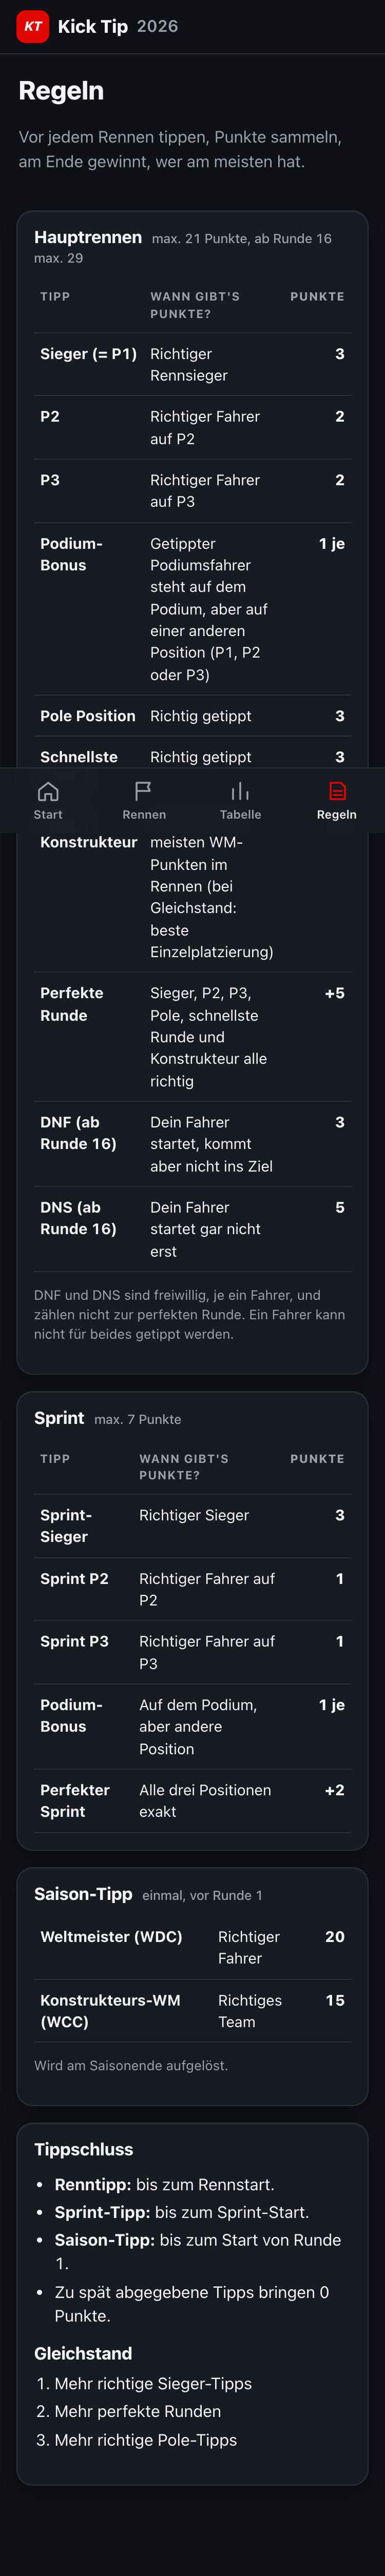 KT Kick Tip 2026
Regeln
Vor jedem Rennen tippen, Punkte sammeln,
am Ende gewinnt, wer am meisten hat.
Hauptrennen max. 21 Punkte, ab Runde 16
max. 29
TIPP WANN GIBT'S PUNKTE
PUNKTE?
Sieger (= P1) Richtiger 3
Rennsieger
P2 Richtiger Fahrer 2
auf P2
P3 Richtiger Fahrer 2
auf P3
Podium- Getippter 1 je
Bonus Podiumsfahrer
steht auf dem
Podium, aber auf
einer anderen
Position (P1, P2
oder P3)
Pole Position Richtig getippt 3
Schnellste Richtig getippt 3
Start Rennen Tabelle Regeln
Konstrukteur meisten WM-
Punkten im
Rennen (bei
Gleichstand:
beste
Einzelplatzierung)
Perfekte Sieger, P2, P3, +5
Runde Pole, schnellste
Runde und
Konstrukteur alle
richtig
DNF (ab Dein Fahrer 3
Runde 16) startet, kommt
aber nicht ins Ziel
DNS (ab Dein Fahrer 5
Runde 16) startet gar nicht
erst
DNF und DNS sind freiwillig, je ein Fahrer, und
zählen nicht zur perfekten Runde. Ein Fahrer kann
nicht für beides getippt werden.
Sprint max. 7 Punkte
TIPP WANN GIBT'S PUNKTE
PUNKTE?
Sprint- Richtiger Sieger 3
Sieger
Sprint P2 Richtiger Fahrer auf 1
P2
Sprint P3 Richtiger Fahrer auf 1
P3
Podium- Auf dem Podium, 1 je
Bonus aber andere
Position
Perfekter Alle drei Positionen +2
Sprint exakt
Saison-Tipp einmal, vor Runde 1
Weltmeister (WDC) Richtiger 20
Fahrer
Konstrukteurs-WM Richtiges 15
(WCC) Team
Wird am Saisonende aufgelöst.
Tippschluss
• Renntipp: bis zum Rennstart.
• Sprint-Tipp: bis zum Sprint-Start.
• Saison-Tipp: bis zum Start von Runde
1.
• Zu spät abgegebene Tipps bringen 0
Punkte.
Gleichstand
1. Mehr richtige Sieger-Tipps
2. Mehr perfekte Runden
3. Mehr richtige Pole-Tipps